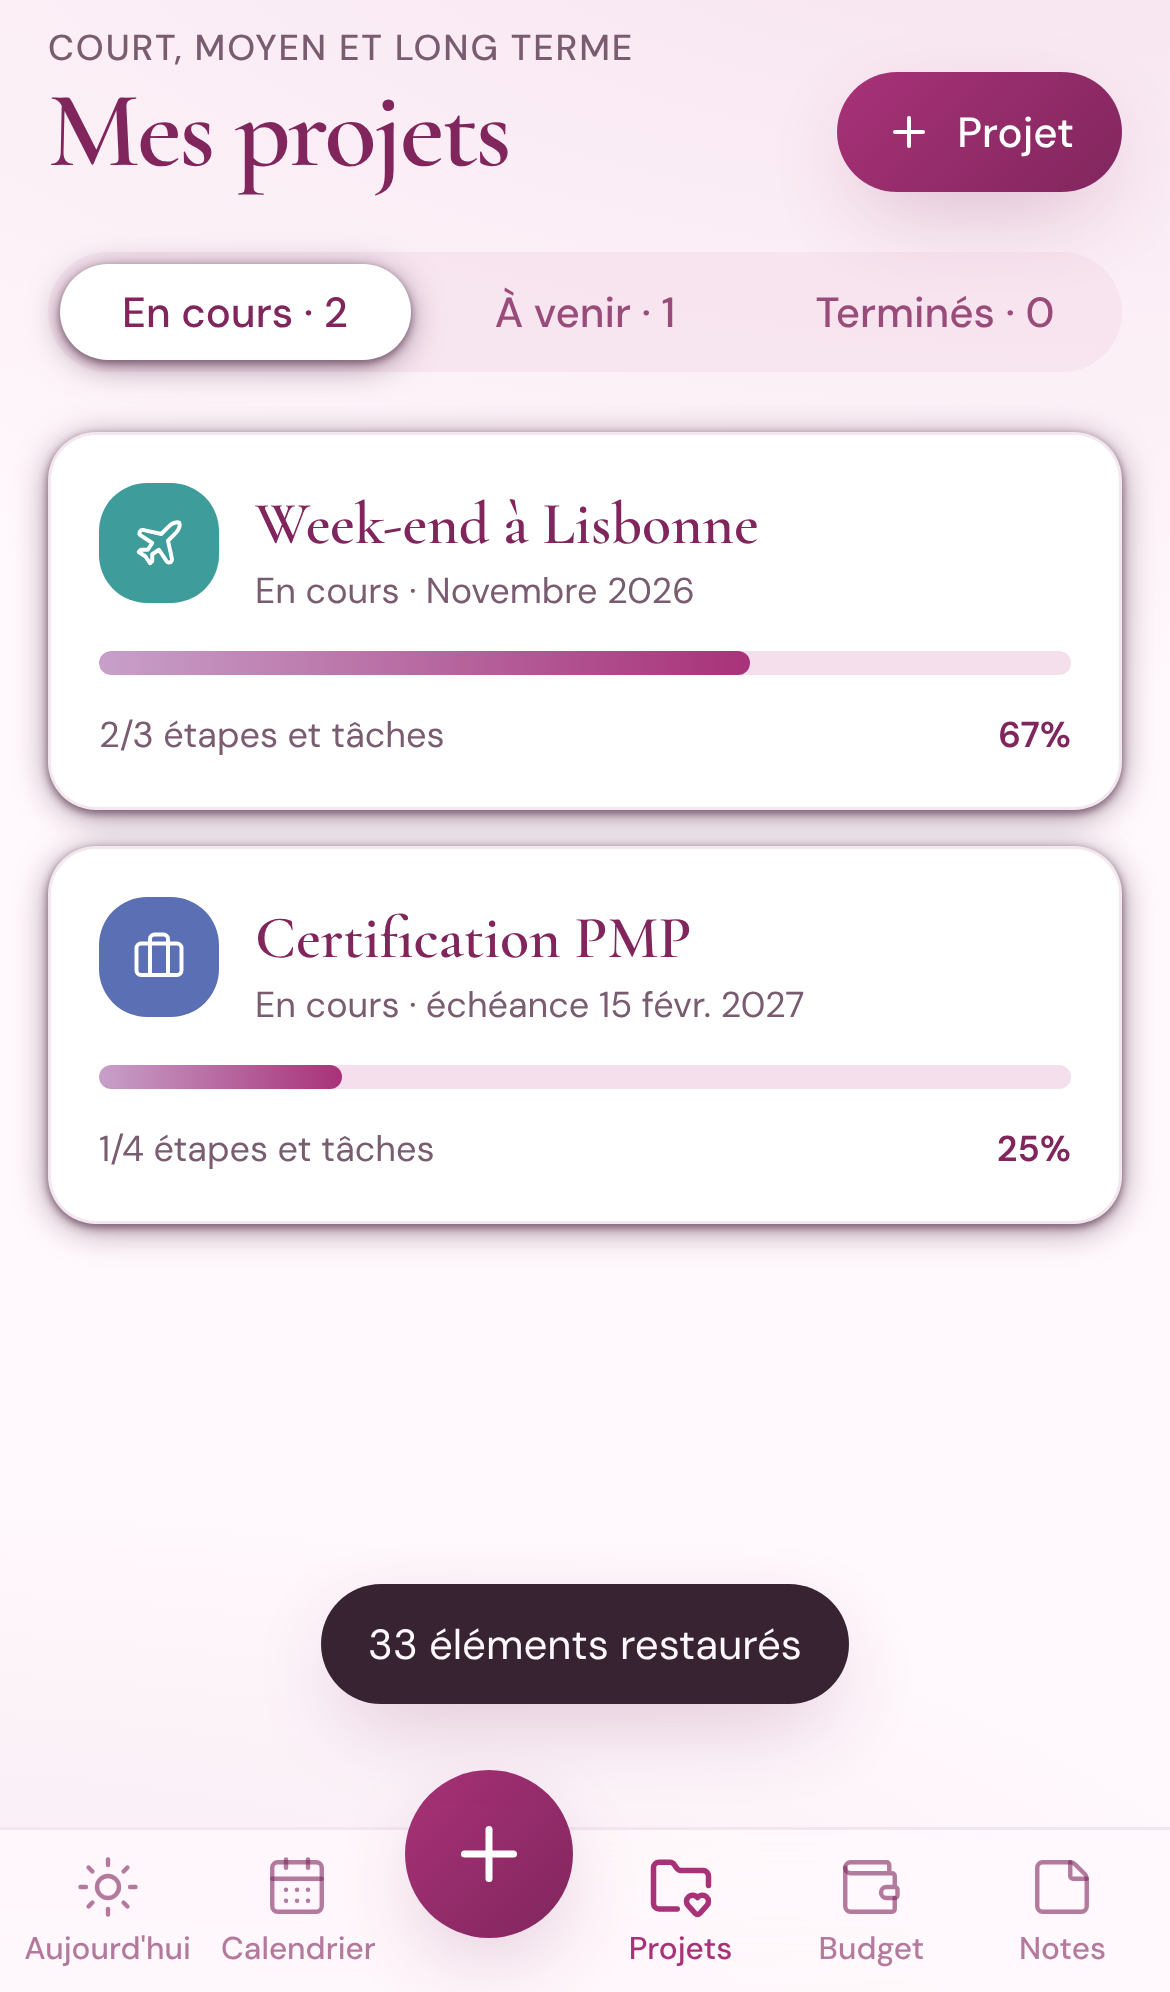 COURT, MOYEN ET LONG TERME
Mes projets
Projet
En cours · 2
À venir · 1
Terminés · 0
Week-end à Lisbonne
En cours · Novembre 2026
2/3 étapes et tâches
67%
Certification PMP
En cours · échéance 15 févr. 2027
1/4 étapes et tâches
25%
33 éléments restaurés
Aujourd'hui
Calendrier
Projets
Budget
Notes